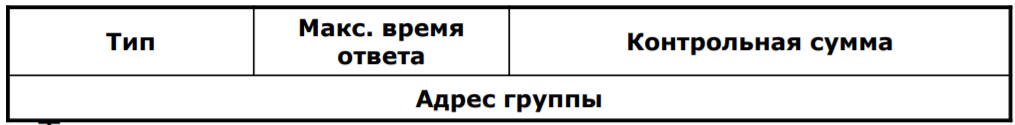 Тип
Макс. время
ответа
Контрольная сумма
Адрес группы